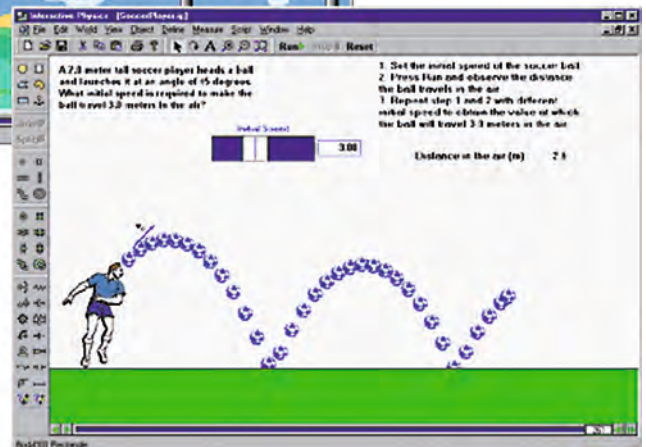 Interactive Physics - [SoccerPlayer.ip]
File Edit World View Object Define Measure Script Window Help
Run Reset
A 2.0 meter tall soccer player heads a ball
and launches it at an angle of 45 degrees.
What initial speed is required to make the
ball travel 3.0 meters in the air?
1. Set the initial speed of the soccer ball
2. Press Run and observe the distance
the ball travels in the air
3. Repeat step 1 and 2 with different
initial speed to obtain the value at which
the ball will travel 3.0 meters in the air
Initial Speed
3.00
Distance in the air (m) 2.6
Rectangle